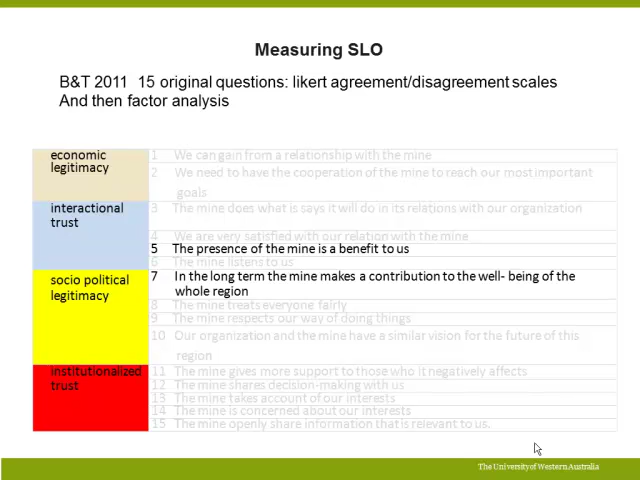 Measuring SLO
B&T 2011  15 original questions: likert agreement/disagreement scales
And then factor analysis
economic legitimacy
1 We can gain from a relationship with the mine
2 We need to have the cooperation of the mine to reach our most important
goals
interactional trust
3 The mine does what is says it will do in its relations with our organization
4 We are very satisfied with our relation with the mine
5 The presence of the mine is a benefit to us
6 The mine listens to us
socio political legitimacy
7 In the long term the mine makes a contribution to the well- being of the
whole region
8 The mine treats everyone fairly
9 The mine respects our way of doing things
10 Our organization and the mine have a similar vision for the future of this
region
institutionalized trust
11 The mine gives more support to those who it negatively affects
12 The mine shares decision-making with us
13 The mine takes account of our interests
14 The mine is concerned about our interests
15 The mine openly share information that is relevant to us.
The University of Western Australia